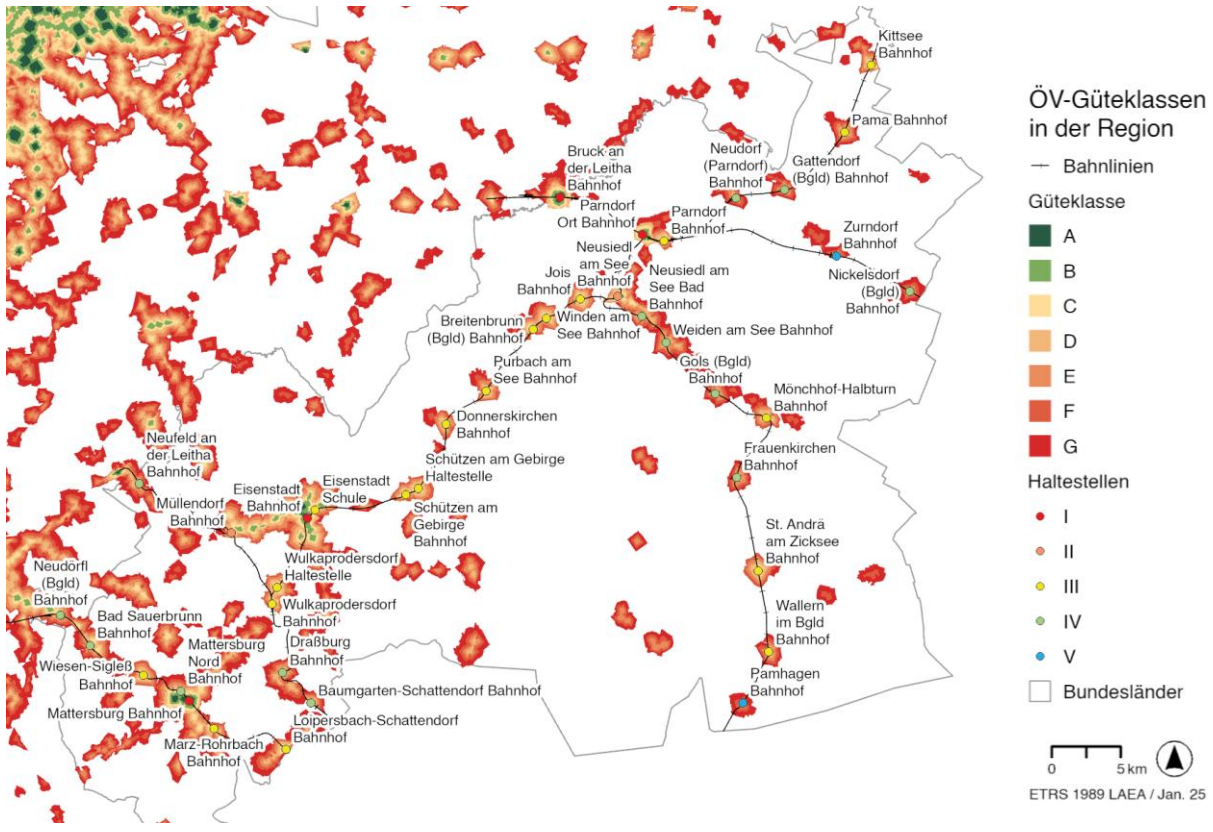 Kittsee
Bahnhof
Pama Bahnhof
Neudorf
(Parndorf)
Bahnhof
Gattendorf
(Bgld) Bahnhof
Bruck an
der Leitha
Bahnhof
Parndorf
Ort Bahnhof
Parndorf
Bahnhof
Zurndorf
Bahnhof
Nickelsdorf
(Bgld)
Bahnhof
Neusiedl
am See
Bahnhof
Neusiedl am
See Bad
Bahnhof
Jois
Bahnhof
Winden am
See Bahnhof
Breitenbrunn
(Bgld) Bahnhof
Weiden am See Bahnhof
Purbach am
See Bahnhof
Gols (Bgld)
Bahnhof
Mönchhof-Halbturn
Bahnhof
Donnerskirchen
Bahnhof
Frauenkirchen
Bahnhof
Neufeld an
der Leitha
Bahnhof
Schützen am Gebirge
Haltestelle
Eisenstadt
Schule
Eisenstadt
Bahnhof
Müllendorf
Bahnhof
Schützen am
Gebirge
Bahnhof
St. Andrä
am Zicksee
Bahnhof
Wulkaprodersdorf
Haltestelle
Neudörfl
(Bgld)
Bahnhof
Wulkaprodersdorf
Bahnhof
Bad Sauerbrunn
Bahnhof
Wallern
im Bgld
Bahnhof
Draßburg
Bahnhof
Mattersburg
Nord
Bahnhof
Wiesen-Sigleß
Bahnhof
Pamhagen
Bahnhof
Baumgarten-Schattendorf Bahnhof
Mattersburg Bahnhof
Loipersbach-Schattendorf
Bahnhof
Marz-Rohrbach
Bahnhof
ÖV-Güteklassen
in der Region
Bahnlinien
Güteklasse
A
B
C
D
E
F
G
Haltestellen
I
II
III
IV
V
Bundesländer
0 5 km
ETRS 1989 LAEA / Jan. 25